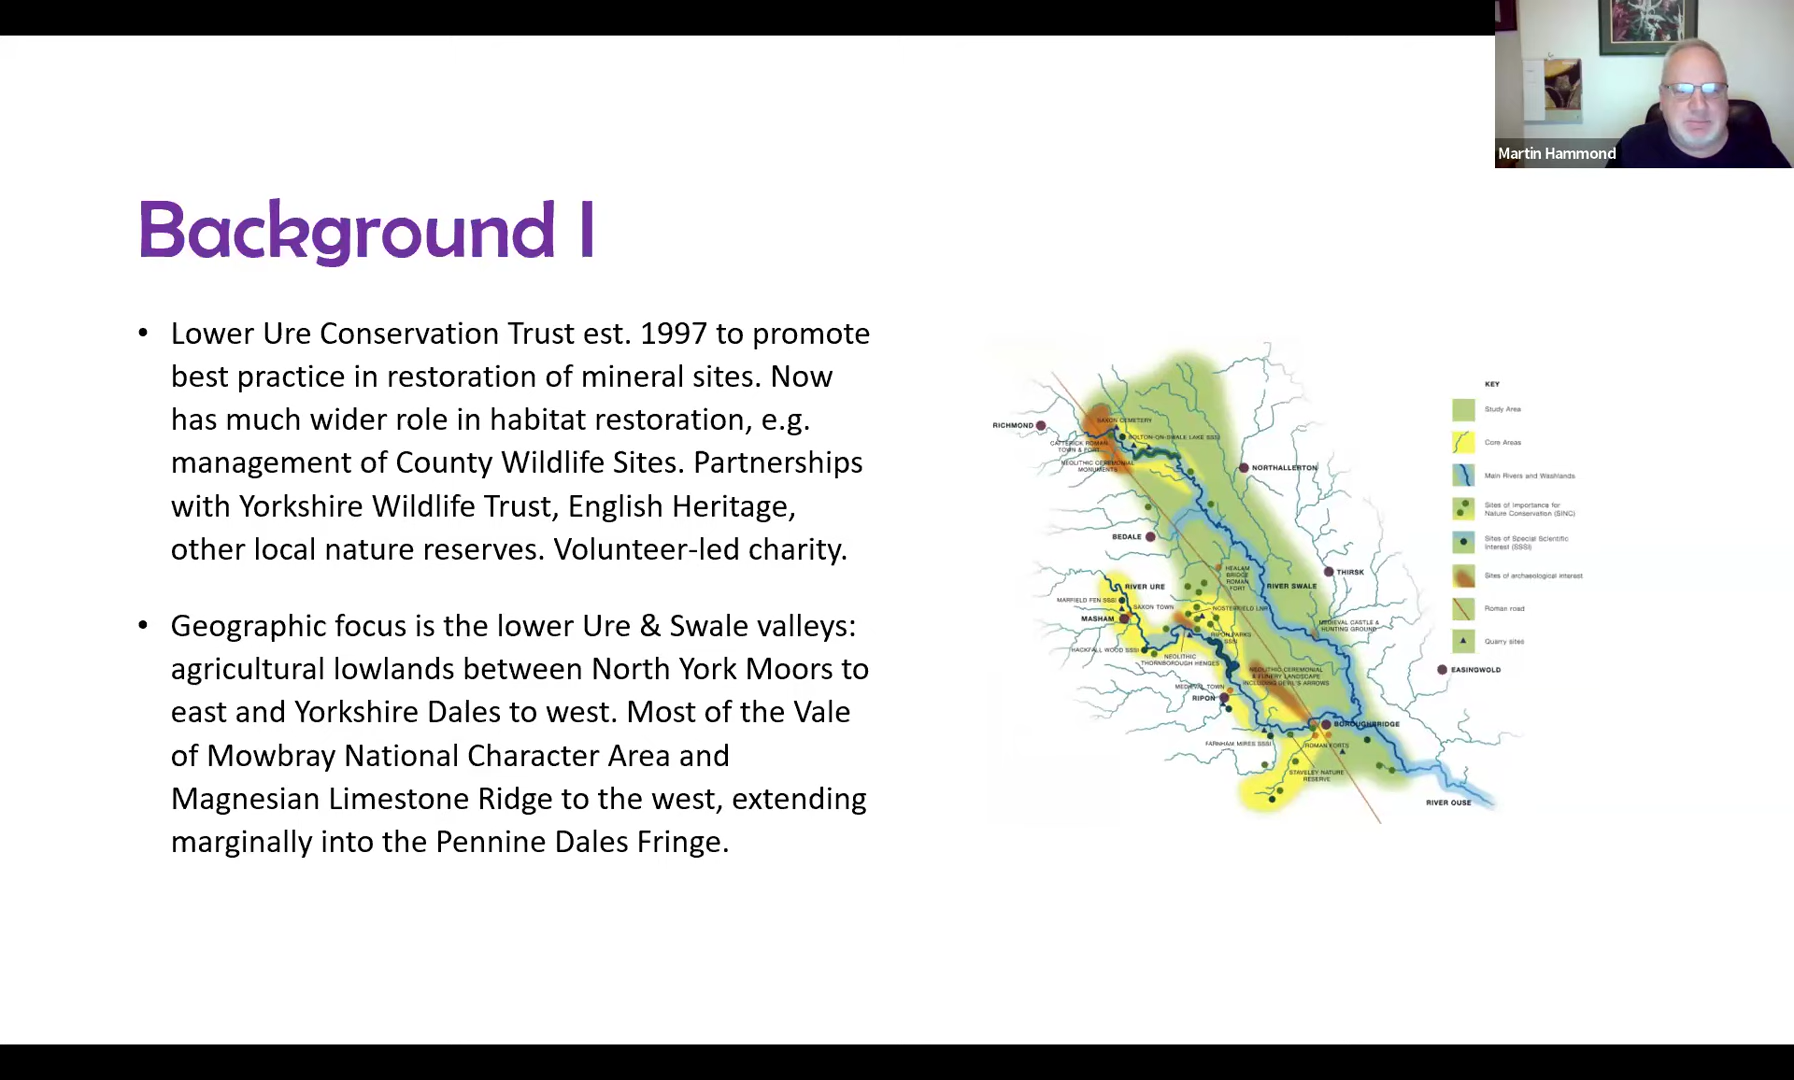 Martin Hammond
Background I
• Lower Ure Conservation Trust est. 1997 to promote
best practice in restoration of mineral sites. Now
has much wider role in habitat restoration, e.g.
management of County Wildlife Sites. Partnerships
with Yorkshire Wildlife Trust, English Heritage,
other local nature reserves. Volunteer-led charity.
• Geographic focus is the lower Ure & Swale valleys:
agricultural lowlands between North York Moors to
east and Yorkshire Dales to west. Most of the Vale
of Mowbray National Character Area and
Magnesian Limestone Ridge to the west, extending
marginally into the Pennine Dales Fringe.
RICHMOND
SAXON CEMETERY
BOLTON-ON-SWALE LAKE SSSI
CATTERICK ROMAN
TOWN & FORT
NEOLITHIC CEREMONIAL
MONUMENTS
NORTHALLERTON
BEDALE
HEALAM
BRIDGE
ROMAN
FORT
THIRSK
RIVER URE
RIVER SWALE
MARFIELD FEN SSSI
SAXON TOWN
NOSTERFIELD LNR
MASHAM
MEDIEVAL CASTLE &
HUNTING GROUND
RIPON PARKS
SSSI
HACKFALL WOOD SSSI
NEOLITHIC
THORNBOROUGH HENGES
NEOLITHIC CEREMONIAL
& FUNERY LANDSCAPE
INCLUDING DEVIL'S ARROWS
EASINGWOLD
MEDIEVAL TOWN
RIPON
BOROUGHBRIDGE
FARNHAM MIRES SSSI
ROMAN FORTS
STAVELEY NATURE
RESERVE
RIVER OUSE
KEY
Study Area
Core Areas
Main Rivers and Washlands
Sites of Importance for
Nature Conservation (SINC)
Sites of Special Scientific
Interest (SSSI)
Sites of archaeological interest
Roman road
Quarry sites